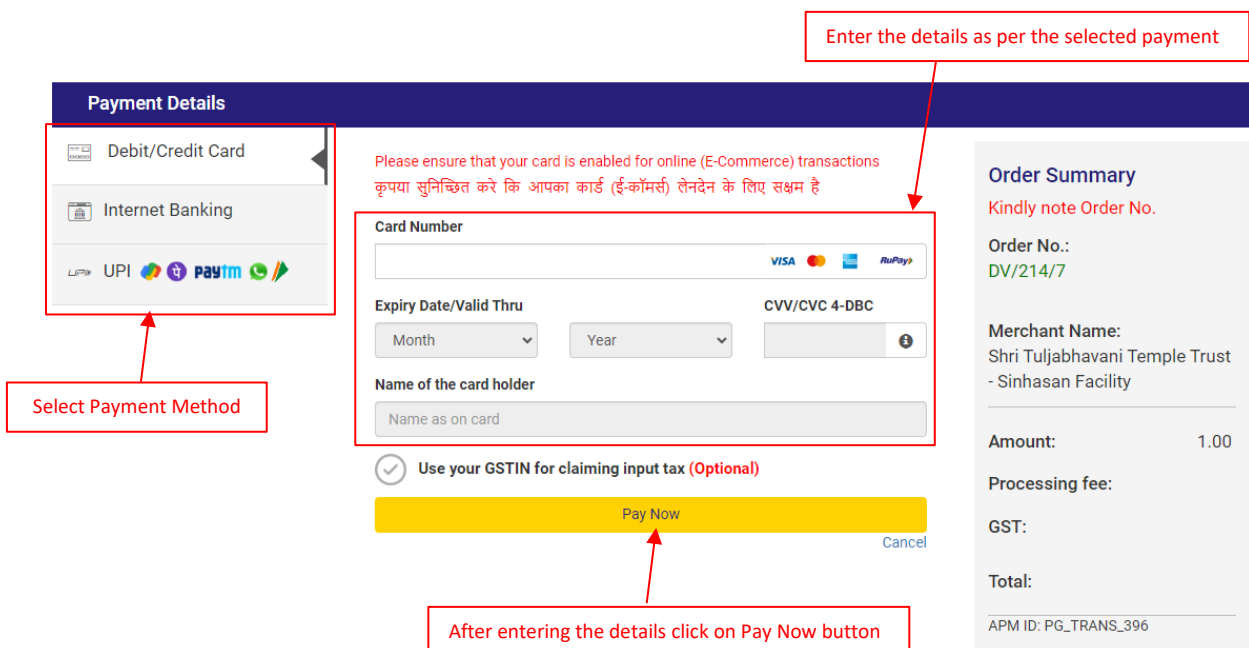 Enter the details as per the selected payment
Payment Details
Debit/Credit Card
Internet Banking
UPI UPI paytm
Select Payment Method
Please ensure that your card is enabled for online (E-Commerce) transactions
कृपया सुनिच्छित करे कि आपका कार्ड (ई-कॉमर्स) लेनदेन के लिए सक्षम है
Card Number
VISA RuPay
Expiry Date/Valid Thru CVV/CVC 4-DBC
Month Year
Name of the card holder
Name as on card
Use your GSTIN for claiming input tax (Optional)
Pay Now
Cancel
After entering the details click on Pay Now button
Order Summary
Kindly note Order No.
Order No.:
DV/214/7
Merchant Name:
Shri Tuljabhavani Temple Trust
- Sinhasan Facility
Amount: 1.00
Processing fee:
GST:
Total:
APM ID: PG_TRANS_396